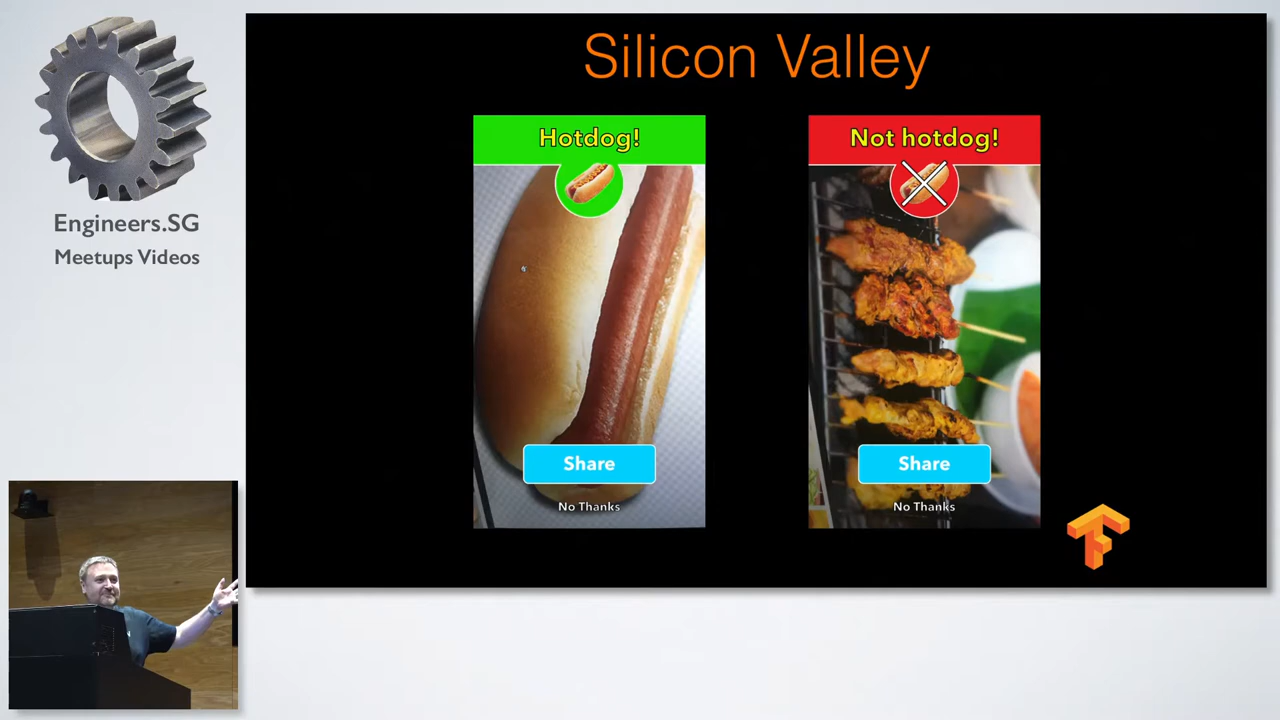 Silicon Valley
Hotdog!
Not hotdog!
Share
Share
No Thanks
No Thanks
Engineers.SG
Meetups Videos